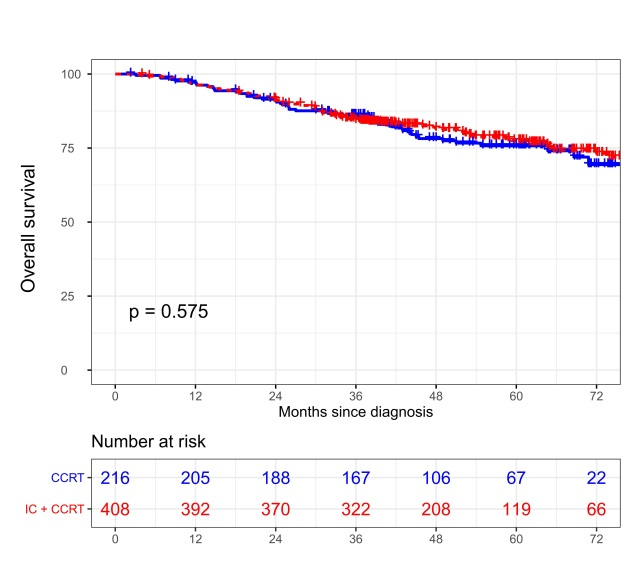 100
75
50
25
0
Overall survival
p = 0.575
0 12 24 36 48 60 72
Months since diagnosis
Number at risk
CCRT 216 205 188 167 106 67 22
IC + CCRT 408 392 370 322 208 119 66
0 12 24 36 48 60 72